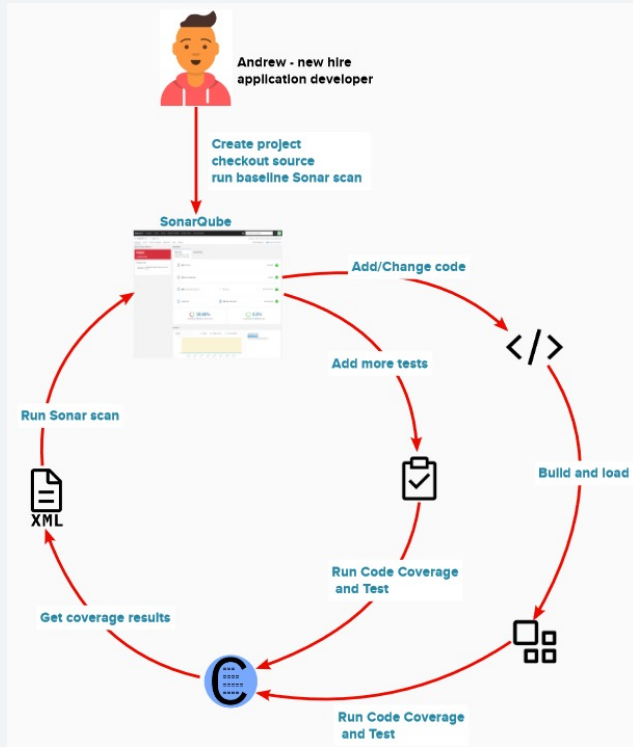 Andrew - new hire
application developer
Create project
checkout source
run baseline Sonar scan
SonarQube
Add/Change code
</>
Add more tests
Run Sonar scan
Build and load
XML
Run Code Coverage
and Test
Get coverage results
C
Run Code Coverage
and Test